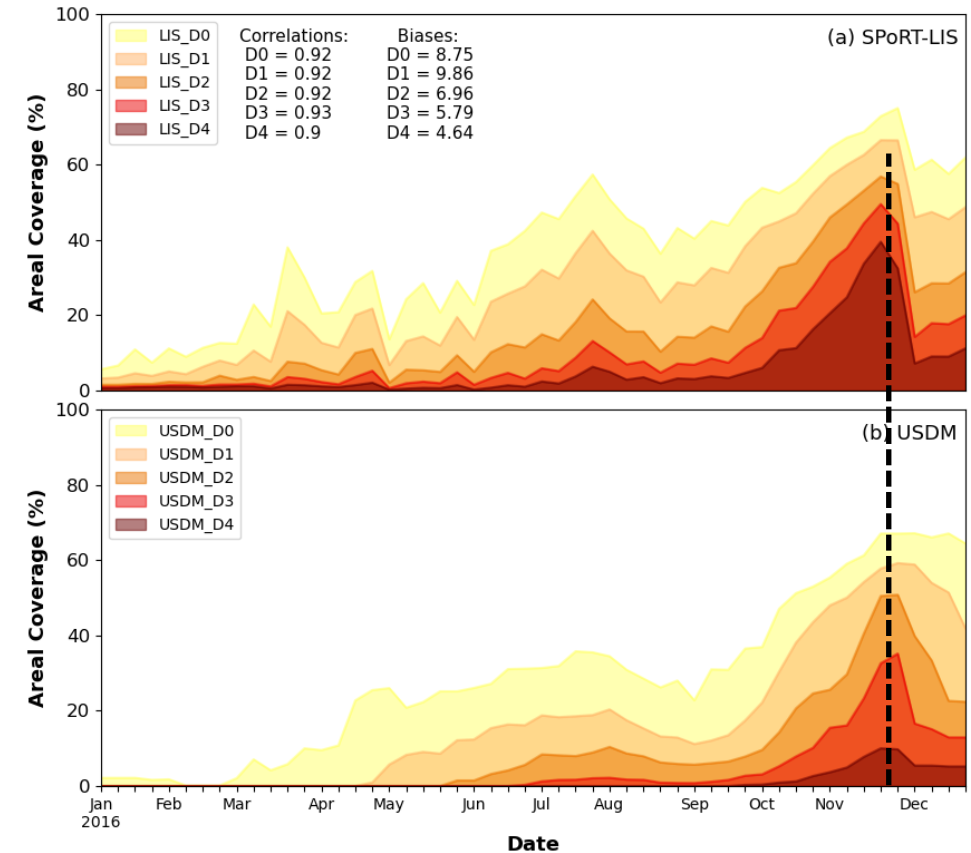 100
80
60
40
20
0
Areal Coverage (%)
LIS_D0
LIS_D1
LIS_D2
LIS_D3
LIS_D4
Correlations:
D0 = 0.92
D1 = 0.92
D2 = 0.92
D3 = 0.93
D4 = 0.9
Biases:
D0 = 8.75
D1 = 9.86
D2 = 6.96
D3 = 5.79
D4 = 4.64
(a) SPoRT-LIS
100
80
60
40
20
0
Areal Coverage (%)
USDM_D0
USDM_D1
USDM_D2
USDM_D3
USDM_D4
(b) USDM
Jan Feb Mar Apr May Jun Jul Aug Sep Oct Nov Dec
2016
Date